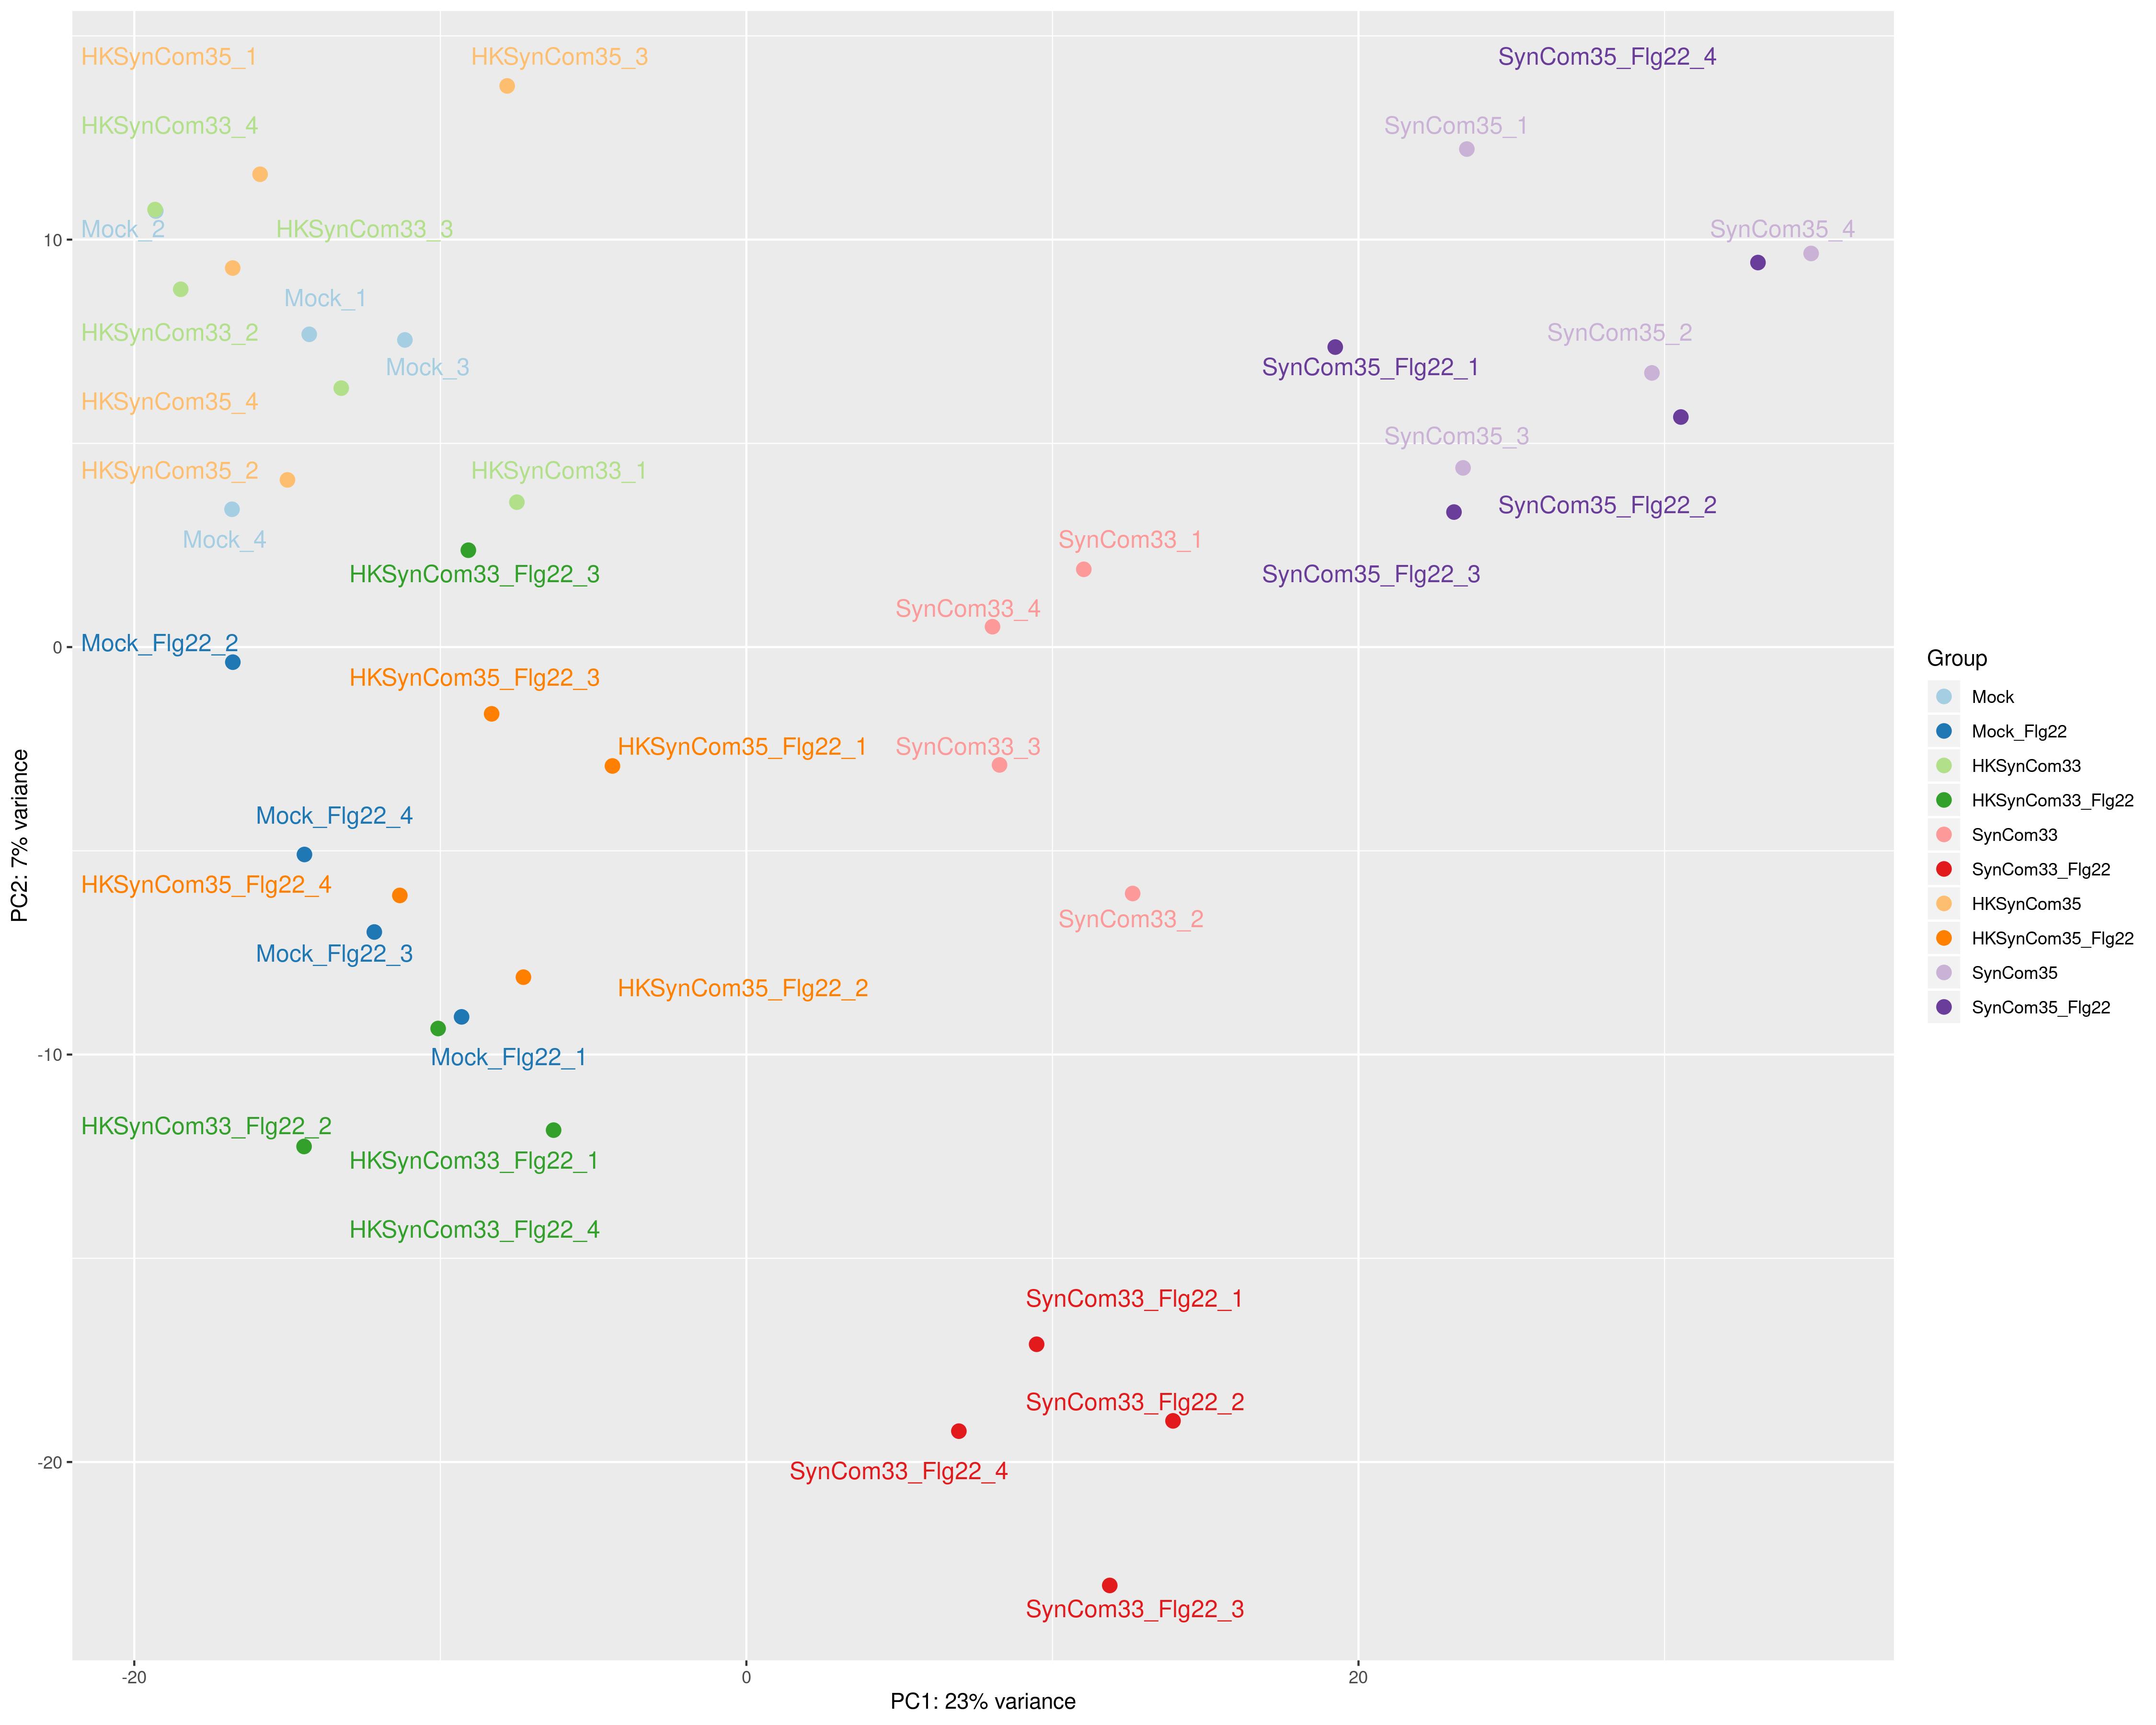 HKSynCom35_1
HKSynCom35_3
SynCom35_Flg22_4
HKSynCom33_4
SynCom35_1
Mock_2
HKSynCom33_3
SynCom35_4
10
Mock_1
HKSynCom33_2
SynCom35_2
Mock_3
SynCom35_Flg22_1
HKSynCom35_4
SynCom35_3
HKSynCom35_2
HKSynCom33_1
SynCom35_Flg22_2
Mock_4
SynCom33_1
HKSynCom33_Flg22_3
SynCom35_Flg22_3
SynCom33_4
Mock_Flg22_2
0
HKSynCom35_Flg22_3
HKSynCom35_Flg22_1
SynCom33_3
Mock_Flg22_4
HKSynCom35_Flg22_4
SynCom33_2
Mock_Flg22_3
HKSynCom35_Flg22_2
-10
Mock_Flg22_1
HKSynCom33_Flg22_2
HKSynCom33_Flg22_1
HKSynCom33_Flg22_4
SynCom33_Flg22_1
SynCom33_Flg22_2
-20
SynCom33_Flg22_4
SynCom33_Flg22_3
-20
0
20
PC1: 23% variance
PC2: 7% variance
Group
Mock
Mock_Flg22
HKSynCom33
HKSynCom33_Flg22
SynCom33
SynCom33_Flg22
HKSynCom35
HKSynCom35_Flg22
SynCom35
SynCom35_Flg22